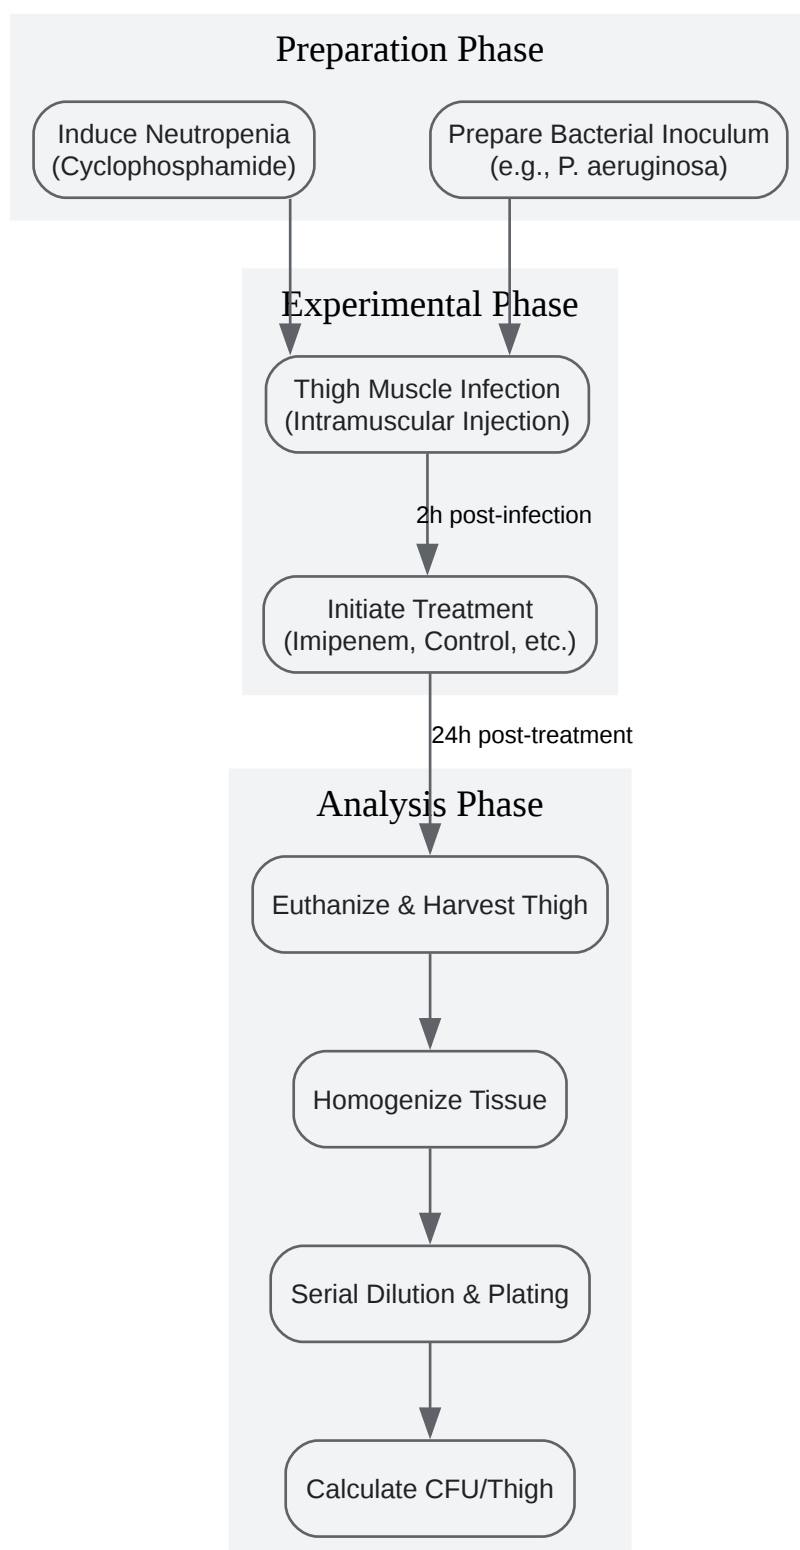 Preparation Phase
Induce Neutropenia
(Cyclophosphamide)
Prepare Bacterial Inoculum
(e.g., P. aeruginosa)
Experimental Phase
Thigh Muscle Infection
(Intramuscular Injection)
2h post-infection
Initiate Treatment
(Imipenem, Control, etc.)
24h post-treatment
Analysis Phase
Euthanize & Harvest Thigh
Homogenize Tissue
Serial Dilution & Plating
Calculate CFU/Thigh